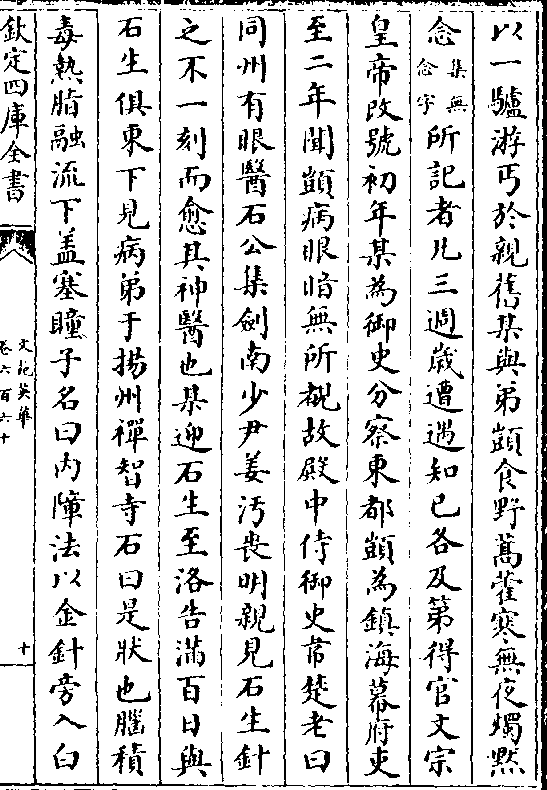 以一驢游丐於親舊某與弟顗食野蒿藿寒無夜燭黙
念集無念字所記者凡三週歲遭遇知已各及第得官文宗
皇帝改號初年某為御史分察東都顗為鎮海幕府吏
至二年聞顗病眼暗無所覩故殿中侍御史常楚老曰
同州有眼醫石公集劍南少尹姜沔喪明親見石生針
之不一刻而愈其神醫也某迎石生至洛告滿百日與
石生俱東下見病弟于揚州禪智寺石曰是狀也腦積
毒熱脂融流下盖塞瞳子名曰内障法以金針旁入白
欽定四庫全書
文苑英華
卷六百六十
十